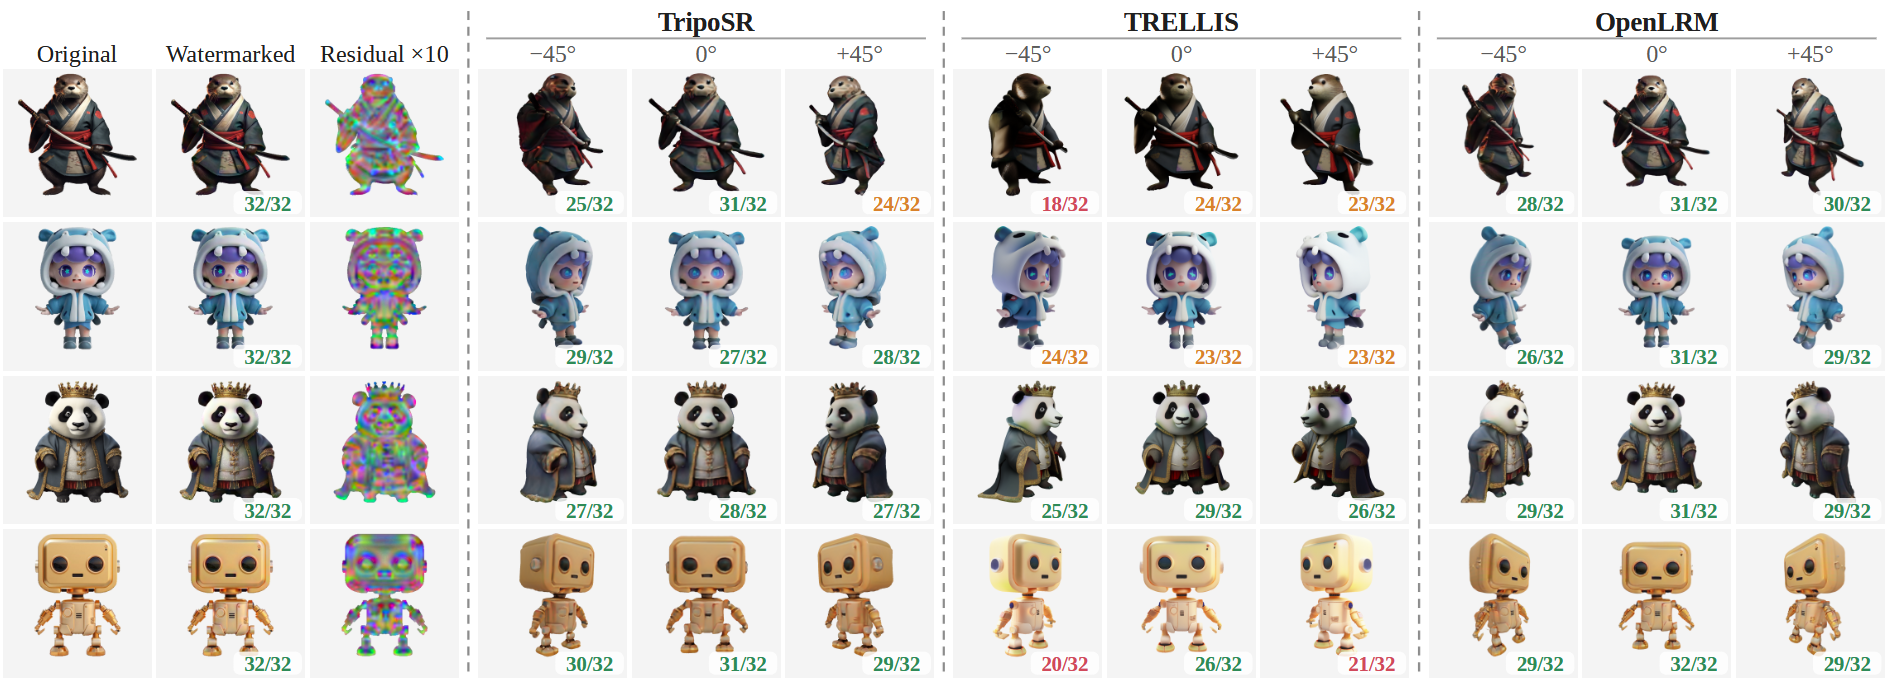 TripoSR TRELLIS OpenLRM
Original Watermarked Residual ×10 −45° 0° +45° −45° 0° +45° −45° 0° +45°
32/32 25/32 31/32 24/32 18/32 24/32 23/32 28/32 31/32 30/32
32/32 29/32 27/32 28/32 24/32 23/32 23/32 26/32 31/32 29/32
32/32 27/32 28/32 27/32 25/32 29/32 26/32 29/32 31/32 29/32
32/32 30/32 31/32 29/32 20/32 26/32 21/32 29/32 32/32 29/32